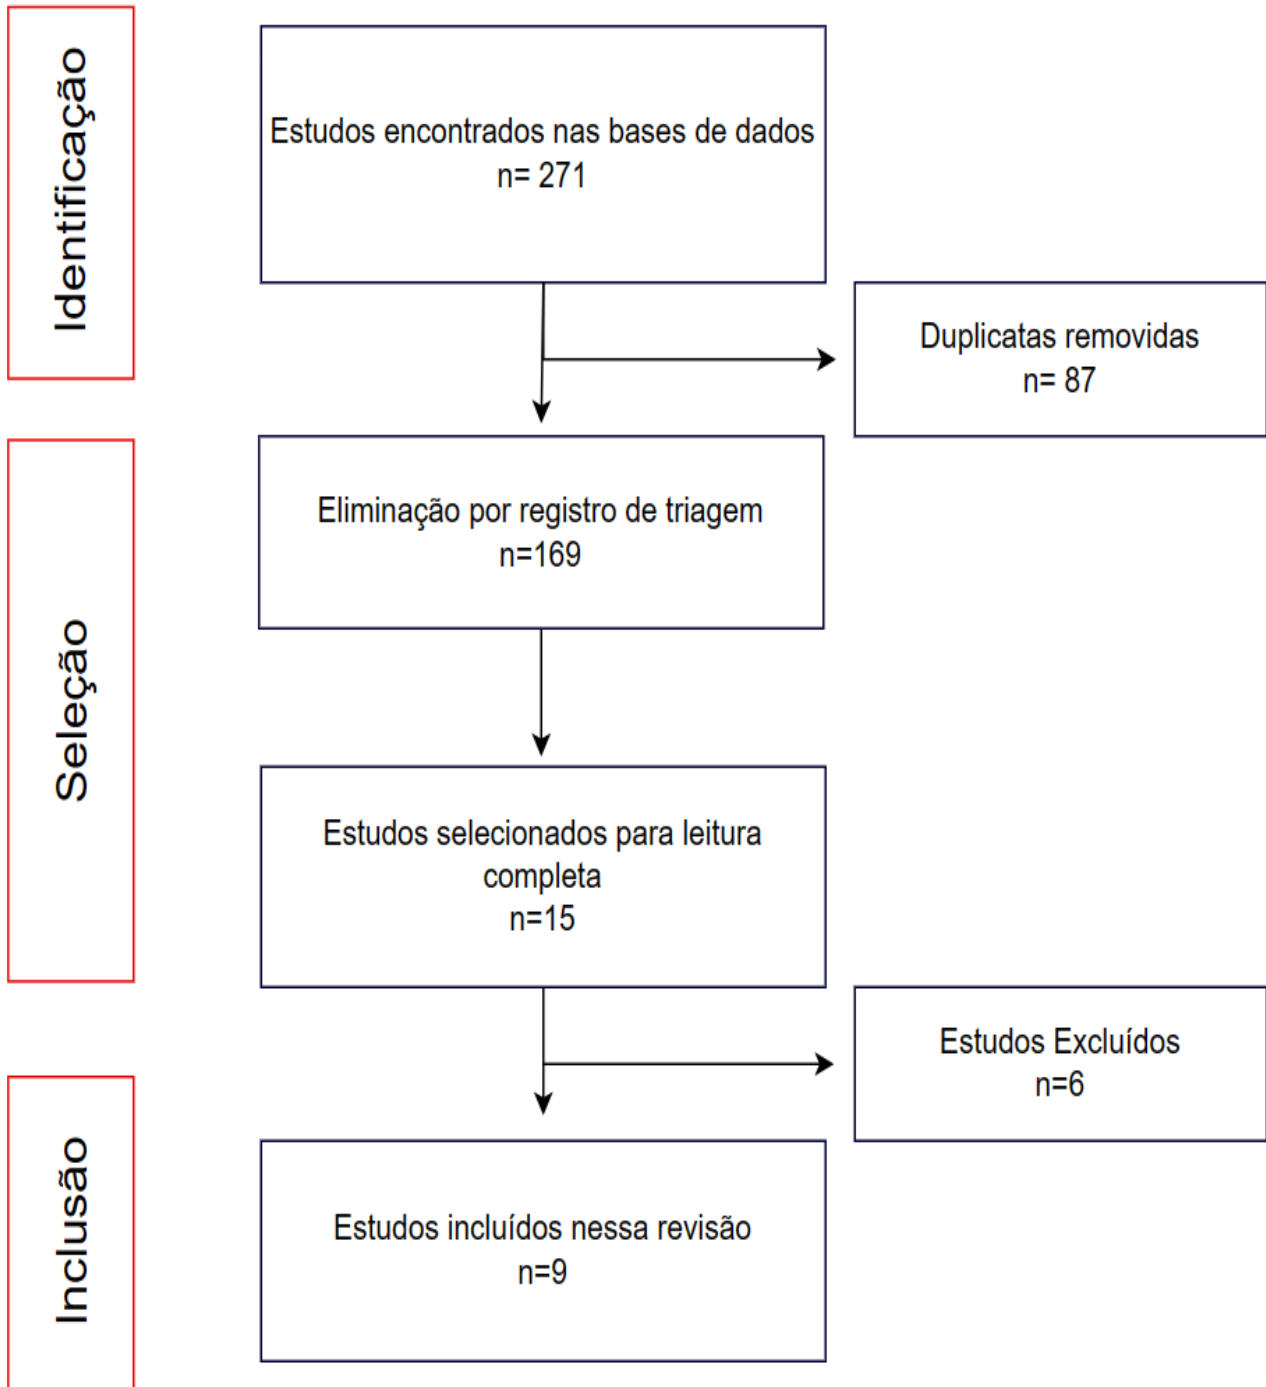 Identificação
Estudos encontrados nas bases de dados
n= 271
Duplicatas removidas
n= 87
Seleção
Eliminação por registro de triagem
n=169
Estudos selecionados para leitura
completa
n=15
Estudos Excluídos
n=6
Inclusão
Estudos incluídos nessa revisão
n=9